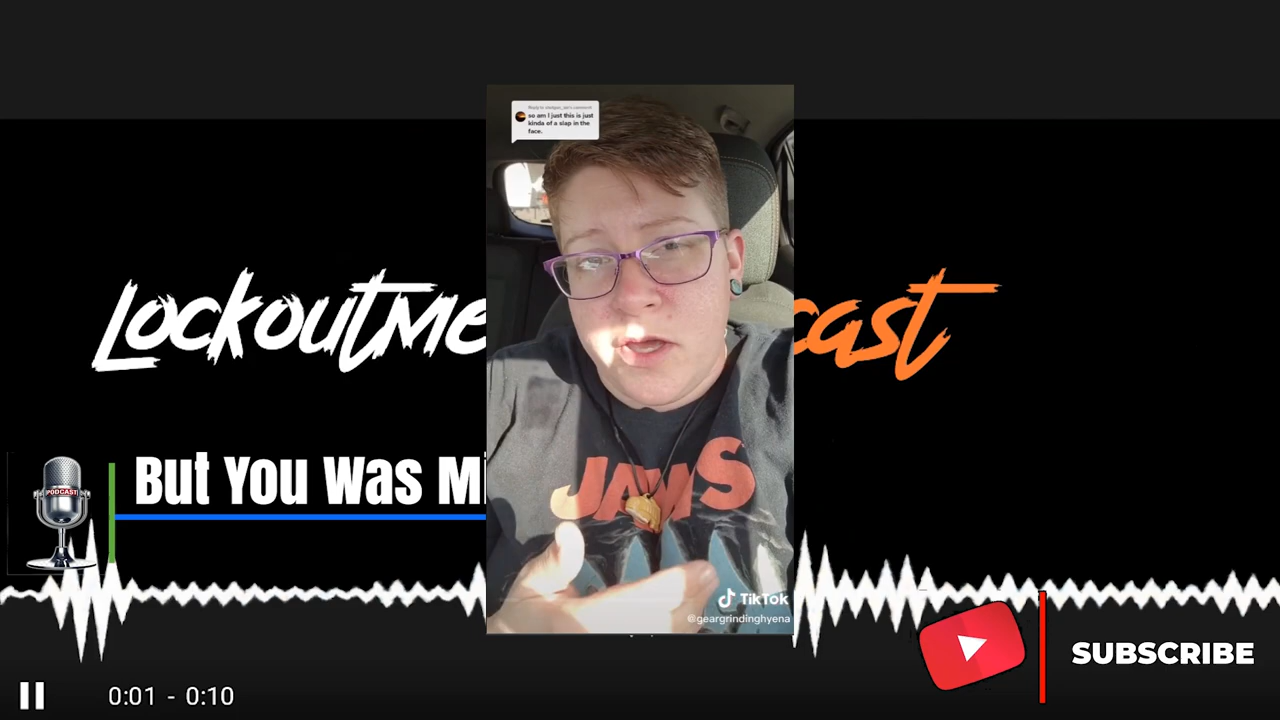 so am I just this is just
kinda of a slap in the
face.
Lockoutme
cast
PODCAST
But You Was Mi
JAWS
TikTok
@geargrindinghyena
SUBSCRIBE
0:01 - 0:10